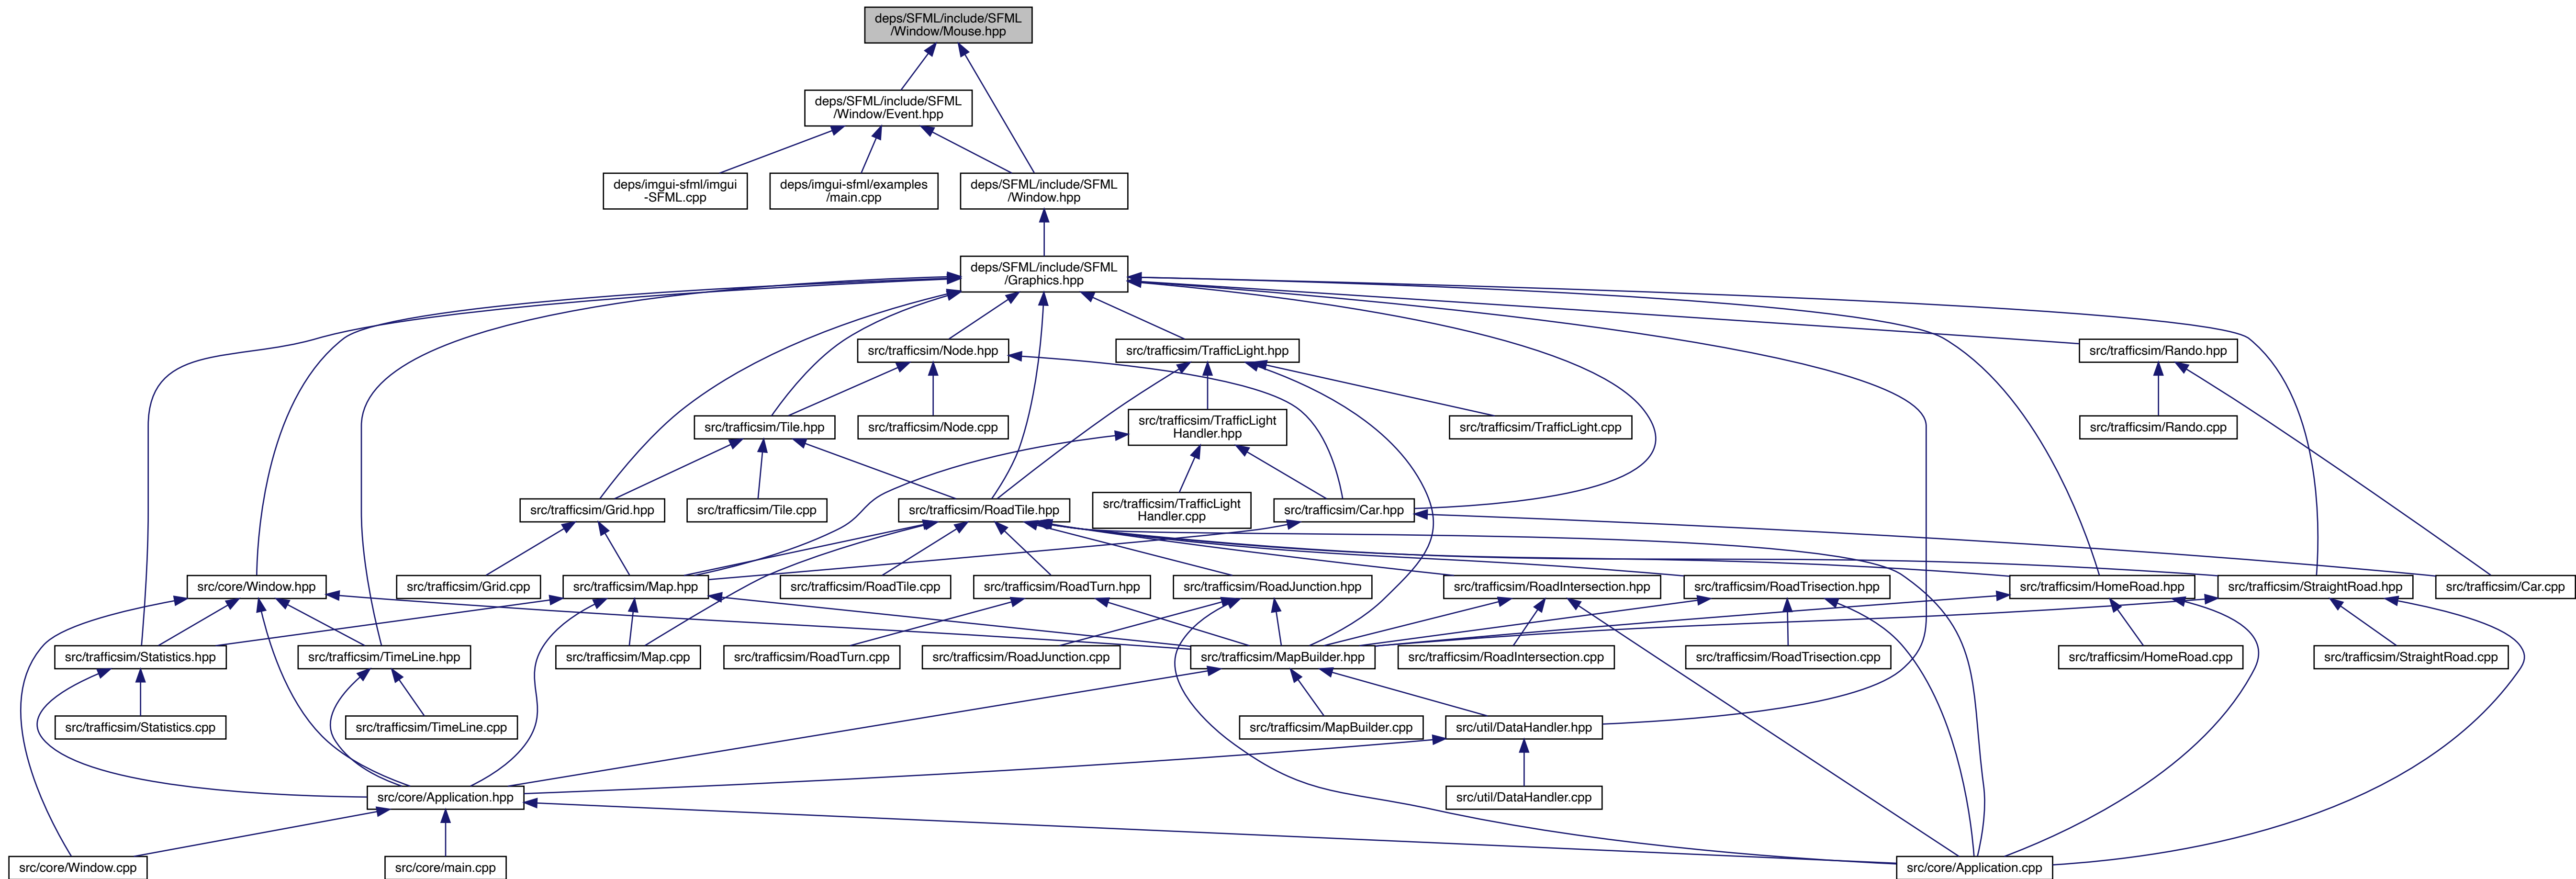 deps/SFML/include/SFML
/Window/Mouse.hpp
deps/SFML/include/SFML
/Window/Event.hpp
deps/imgui-sfml/imgui
-SFML.cpp
deps/imgui-sfml/examples
/main.cpp
deps/SFML/include/SFML
/Window.hpp
deps/SFML/include/SFML
/Graphics.hpp
src/trafficsim/Node.hpp
src/trafficsim/TrafficLight.hpp
src/trafficsim/Rando.hpp
src/trafficsim/Tile.hpp
src/trafficsim/Node.cpp
src/trafficsim/TrafficLight
Handler.hpp
src/trafficsim/TrafficLight.cpp
src/trafficsim/Rando.cpp
src/trafficsim/Grid.hpp
src/trafficsim/Tile.cpp
src/trafficsim/RoadTile.hpp
src/trafficsim/TrafficLight
Handler.cpp
src/trafficsim/Car.hpp
src/core/Window.hpp
src/trafficsim/Grid.cpp
src/trafficsim/Map.hpp
src/trafficsim/RoadTile.cpp
src/trafficsim/RoadTurn.hpp
src/trafficsim/RoadJunction.hpp
src/trafficsim/RoadIntersection.hpp
src/trafficsim/RoadTrisection.hpp
src/trafficsim/HomeRoad.hpp
src/trafficsim/StraightRoad.hpp
src/trafficsim/Car.cpp
src/trafficsim/Statistics.hpp
src/trafficsim/TimeLine.hpp
src/trafficsim/Map.cpp
src/trafficsim/RoadTurn.cpp
src/trafficsim/RoadJunction.cpp
src/trafficsim/MapBuilder.hpp
src/trafficsim/RoadIntersection.cpp
src/trafficsim/RoadTrisection.cpp
src/trafficsim/HomeRoad.cpp
src/trafficsim/StraightRoad.cpp
src/trafficsim/Statistics.cpp
src/trafficsim/TimeLine.cpp
src/trafficsim/MapBuilder.cpp
src/util/DataHandler.hpp
src/core/Application.hpp
src/util/DataHandler.cpp
src/core/Window.cpp
src/core/main.cpp
src/core/Application.cpp